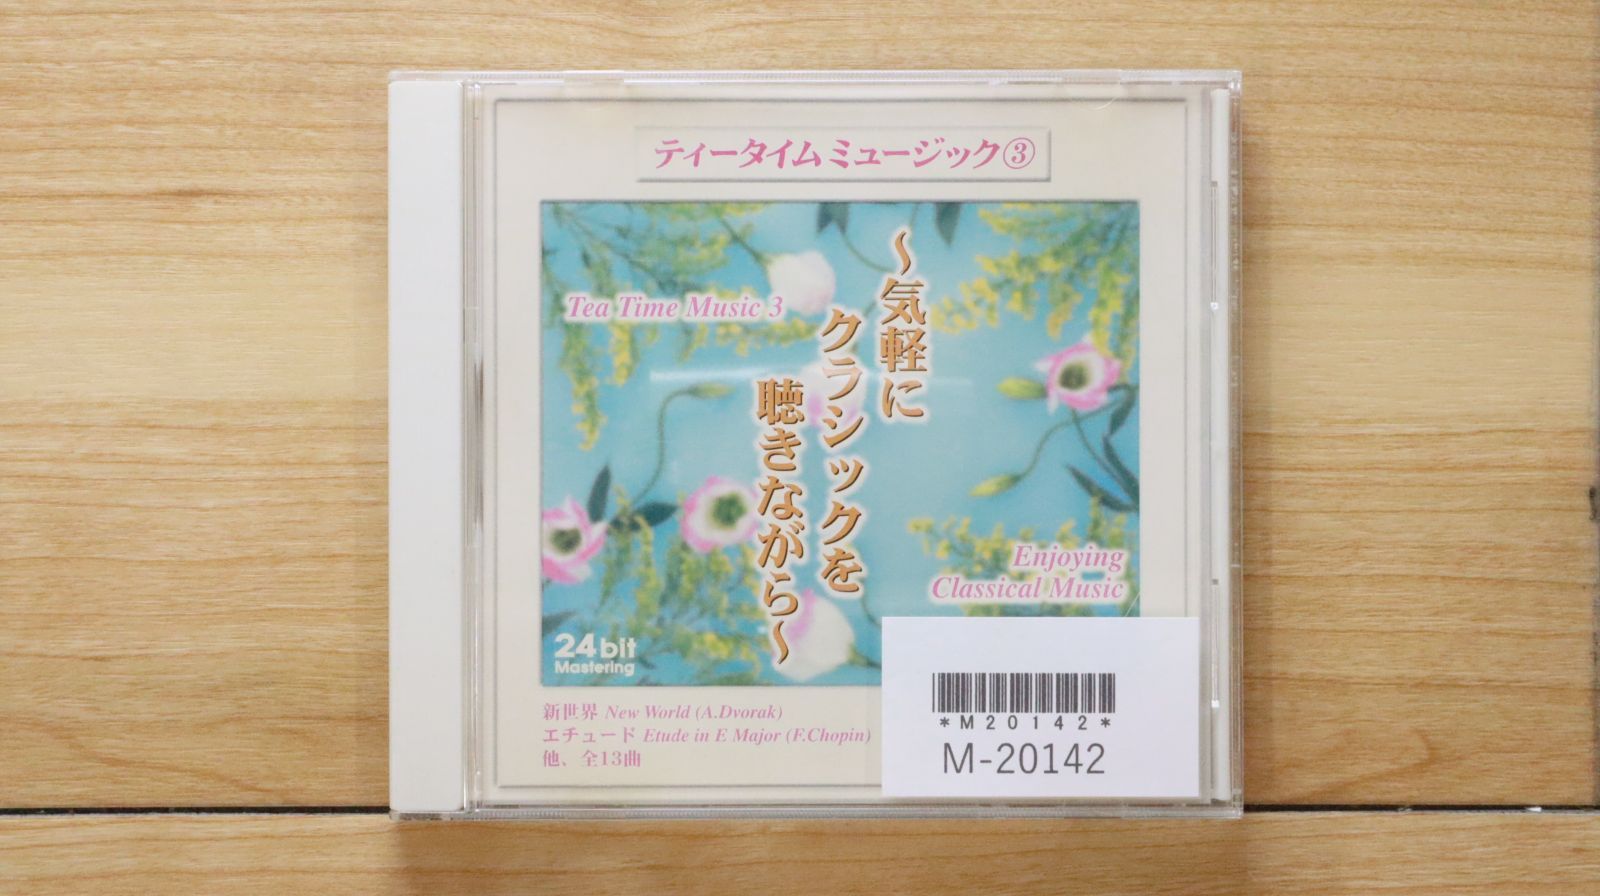 ティータイム ミュージック③
Tea Time Music 3
～気軽に
クラシックを
聴きながら～
Enjoying
Classical Music
24bit
Mastering
新世界 New World (A.Dvorak)
エチュード Etude in E Major (F.Chopin)
他、全13曲
*M20142*
M-20142